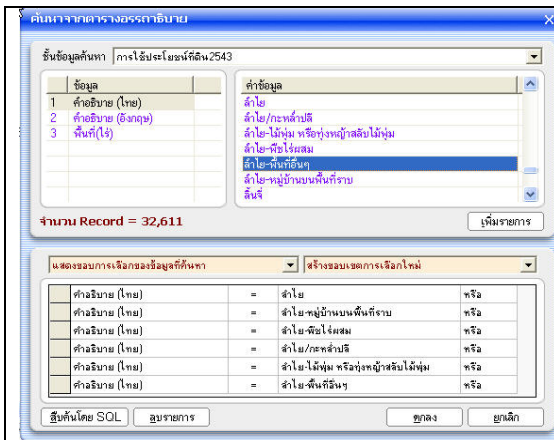 ค้นหาจากตารางอรรถาธิบาย
ชั้นข้อมูลค้นหา การใช้ประโยชน์ที่ดิน2543
ข้อมูล ค่าข้อมูล
1 คำอธิบาย (ไทย) ลำไย
2 คำอธิบาย (อังกฤษ) ลำไย/กะหล่ำปลี
3 พื้นที่(ไร่) ลำไย-ไม้พุ่ม หรือทุ่งหญ้าสลับไม้พุ่ม
ลำไย-พืชไร่ผสม
ลำไย-พื้นที่อื่นๆ
ลำไย-หมู่บ้านบนพื้นที่ราบ
ลิ้นจี่
จำนวน Record = 32,611 เพิ่มรายการ
แสดงขอบการเลือกของข้อมูลที่ค้นหา สร้างขอบเขตการเลือกใหม่
คำอธิบาย (ไทย) = ลำไย หรือ
คำอธิบาย (ไทย) = ลำไย-หมู่บ้านบนพื้นที่ราบ หรือ
คำอธิบาย (ไทย) = ลำไย-พืชไร่ผสม หรือ
คำอธิบาย (ไทย) = ลำไย/กะหล่ำปลี หรือ
คำอธิบาย (ไทย) = ลำไย-ไม้พุ่ม หรือทุ่งหญ้าสลับไม้พุ่ม หรือ
คำอธิบาย (ไทย) = ลำไย-พื้นที่อื่นๆ หรือ
สืบค้นโดย SQL ลบรายการ ตกลง ยกเลิก